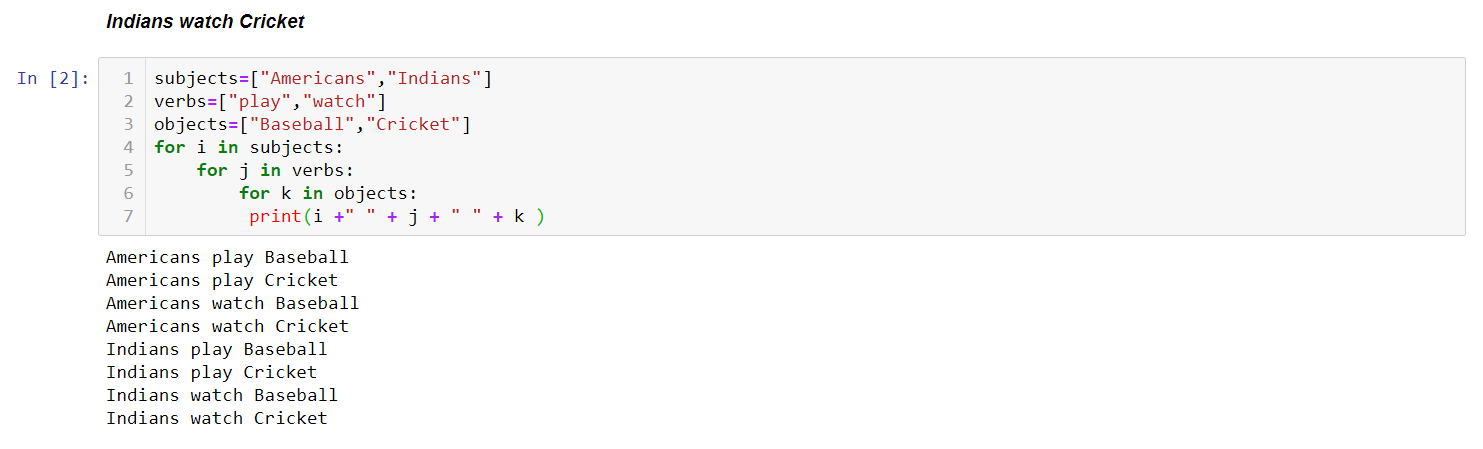 Indians watch Cricket
In [2]:
1 subjects=["Americans","Indians"]
2 verbs=["play","watch"]
3 objects=["Baseball","Cricket"]
4 for i in subjects:
5     for j in verbs:
6         for k in objects:
7          print(i +" " + j + " " + k )
Americans play Baseball
Americans play Cricket
Americans watch Baseball
Americans watch Cricket
Indians play Baseball
Indians play Cricket
Indians watch Baseball
Indians watch Cricket